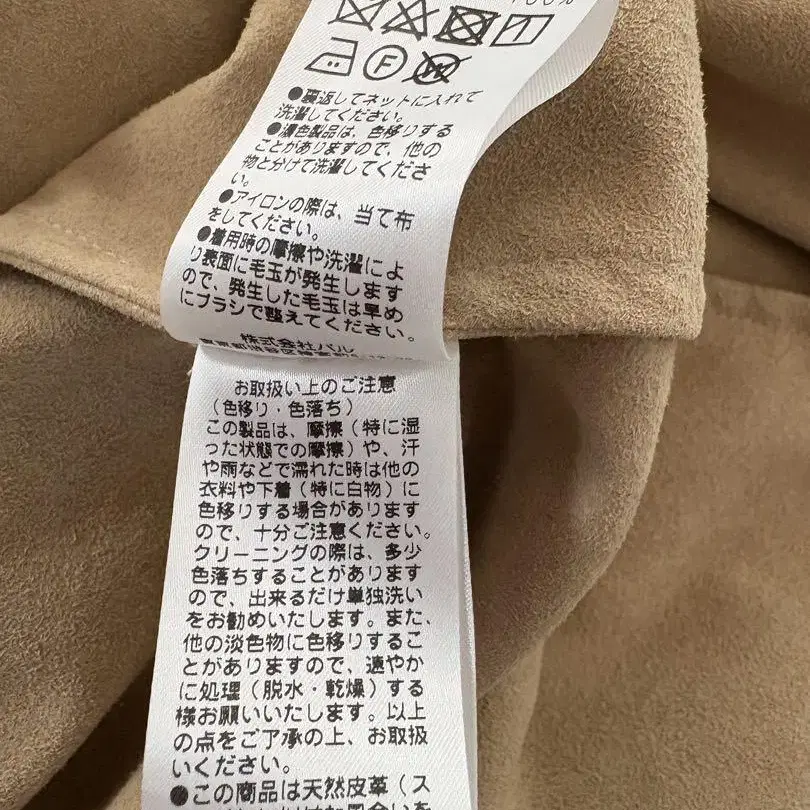 100%
F
W
●裏返してネットに入れて
洗濯してください。
●濃色製品は、色移りする
ことがありますので、他の
物と分けて洗濯してくださ
い。
●アイロンの際は、当て布
をしてください。
●着用時の摩擦や洗濯によ
り表面に毛玉が発生します
ので、発生した毛玉は早め
にブラシで整えてください。
株式会社パル
お取扱い上のご注意
(色移り・色落ち)
この製品は、摩擦(特に湿
った状態での摩擦)や、汗
や雨などで濡れた時は他の
衣料や下着(特に白物)に
色移りする場合があります
ので、十分ご注意ください。
クリーニングの際は、多少
色落ちすることがあります
ので、出来るだけ単独洗い
をお勧めいたします。また、
他の淡色物に色移りするこ
とがありますので、速やか
に処理(脱水・乾燥)する
様お願いいたします。以上
の点をご了承の上、お取扱
いください。
●この商品は天然皮革(ス